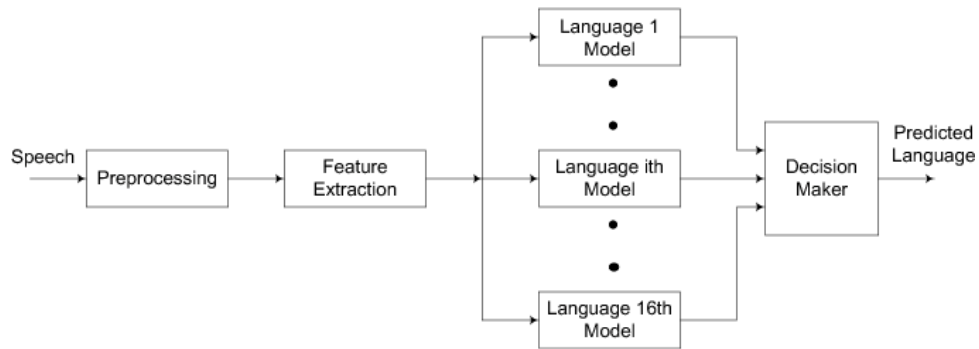 Speech
Preprocessing
Feature
Extraction
Language 1
Model
Language ith
Model
Language 16th
Model
Decision
Maker
Predicted
Language